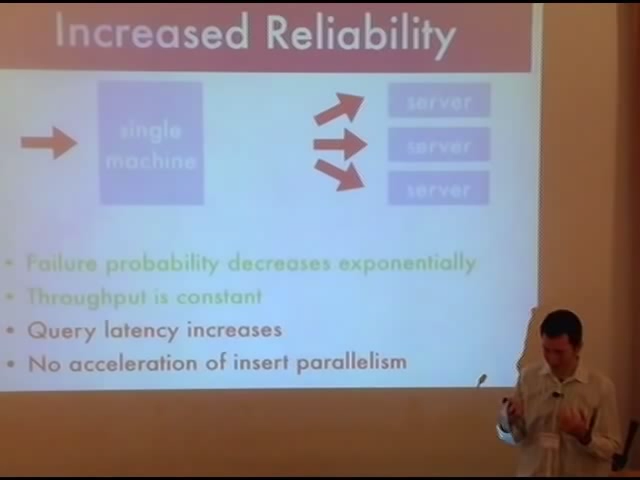 Increased Reliability
single
machine
server
server
server
• Failure probability decreases exponentially
• Throughput is constant
• Query latency increases
• No acceleration of insert parallelism